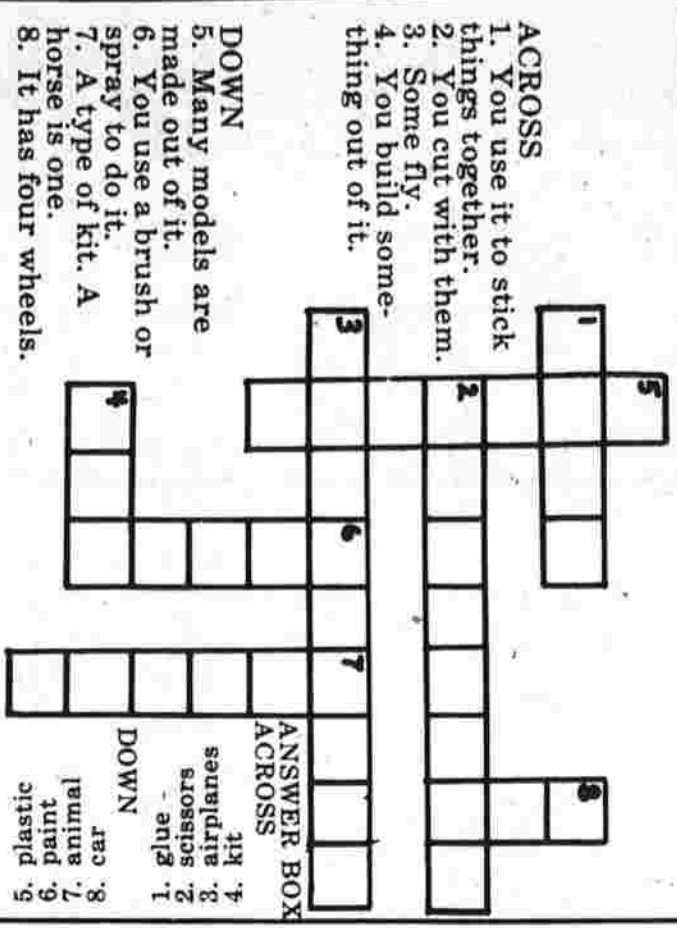 ACROSS
1. You use it to stick
things together.
2. You cut with them.
3. Some fly.
4. You build some-
thing out of it.
DOWN
5. Many models are
made out of it.
6. You use a brush or
spray to do it.
7. A type of kit. A
horse is one.
8. It has four wheels.
5
1
8
2
3
6
7
4
ANSWER BOX
ACROSS
1. glue -
2. scissors
3. airplanes
4. kit
DOWN
5. plastic
6. paint
7. animal
8. car